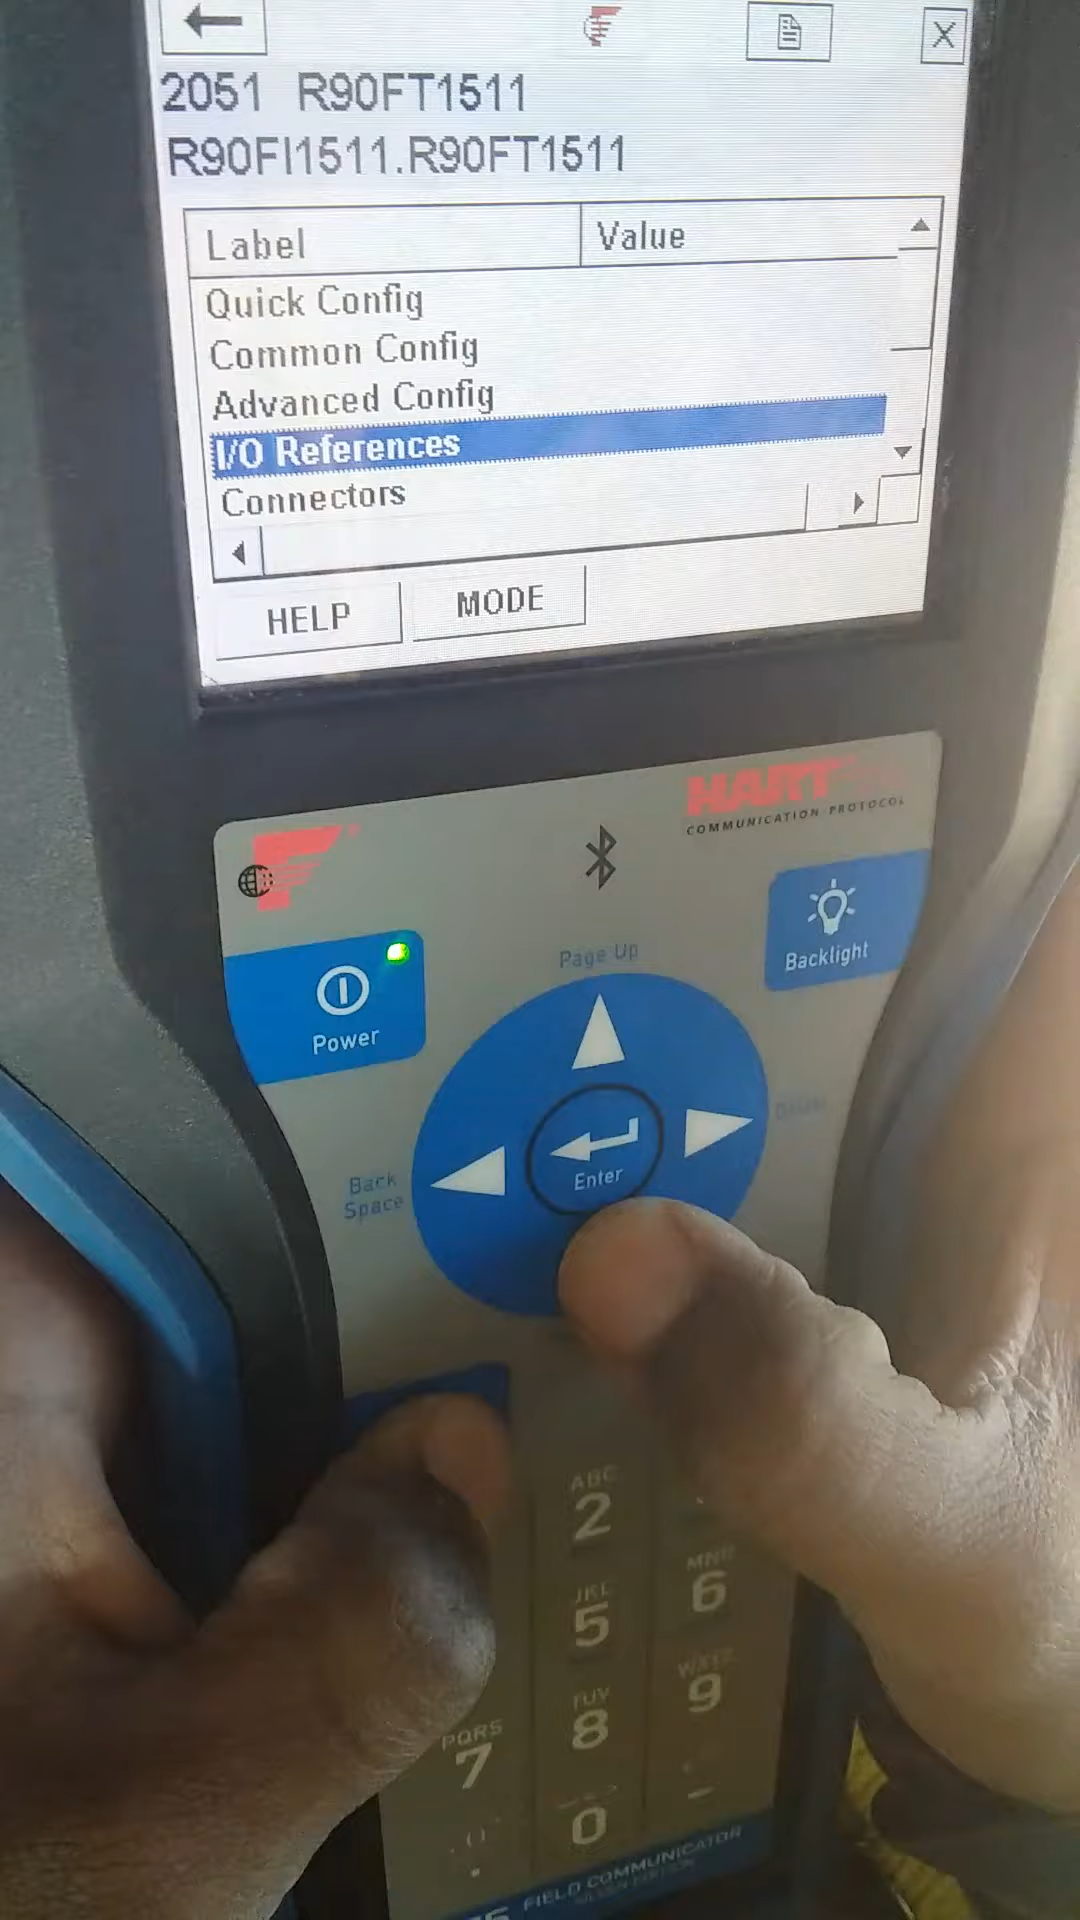 2051 R90FT1511
R90FI1511.R90FT1511
Label Value
Quick Config
Common Config
Advanced Config
I/O References
Connectors
HELP MODE
HART
COMMUNICATION PROTOCOL
Page Up
Backlight
Power
Enter
Back
Space
ABC
2
MNO
6
JKL
5
WXYZ
9
TUV
8
PQRS
7
0
FIELD COMMUNICATOR